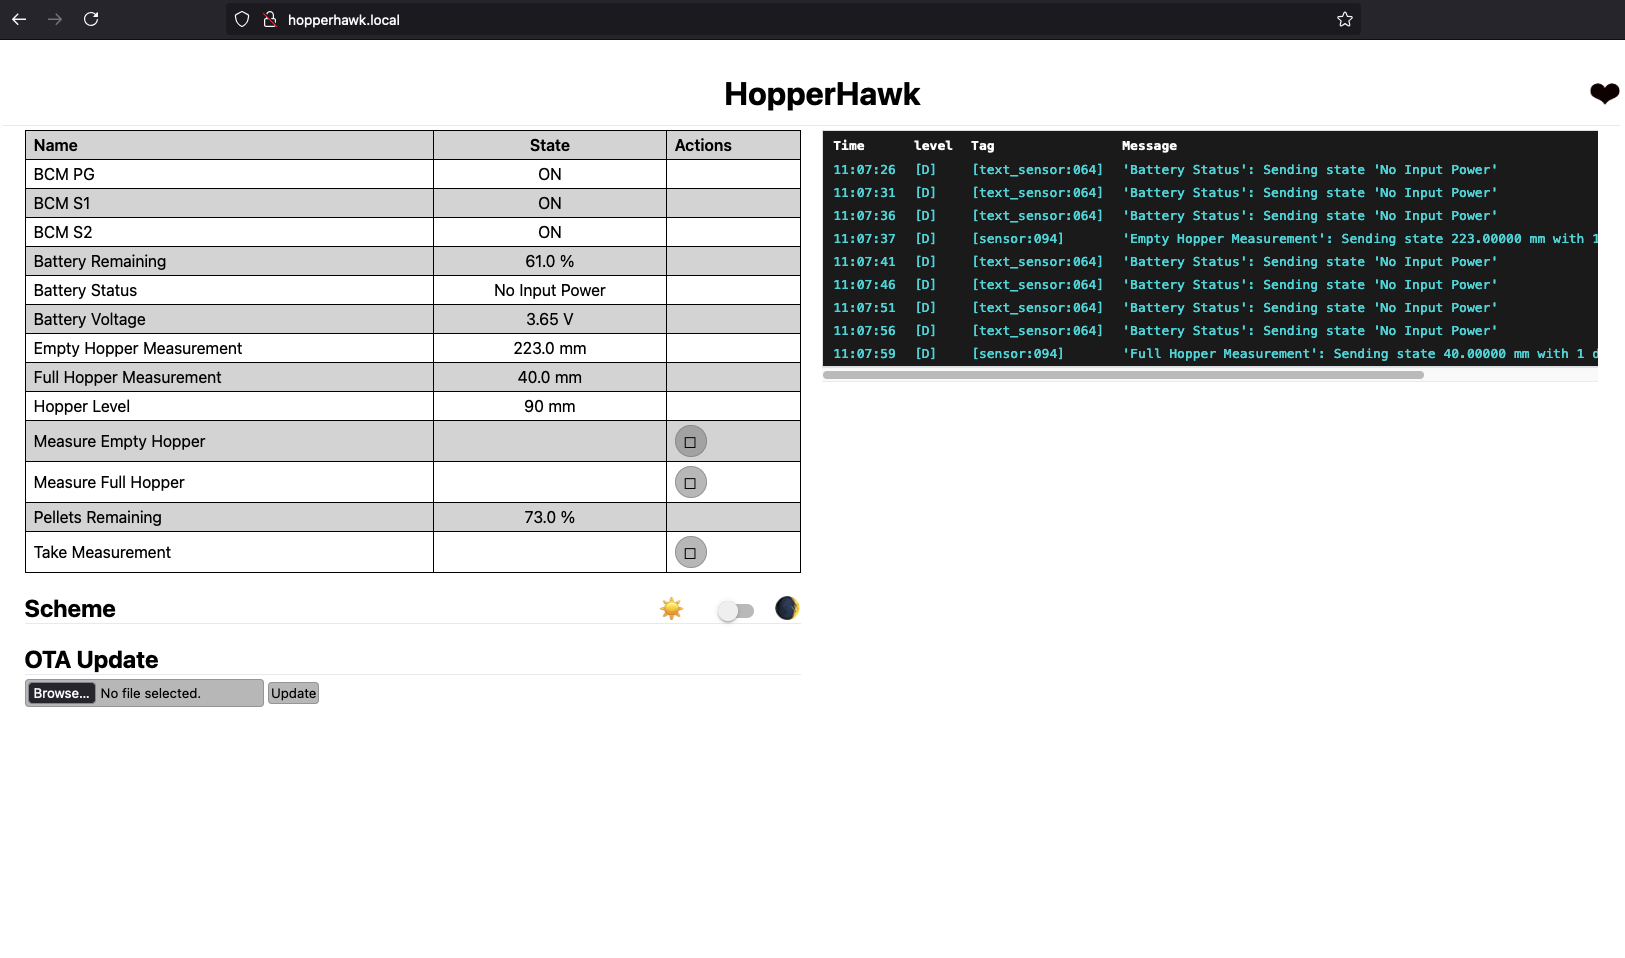 hopperhawk.local
HopperHawk
Name State Actions
BCM PG ON
BCM S1 ON
BCM S2 ON
Battery Remaining 61.0 %
Battery Status No Input Power
Battery Voltage 3.65 V
Empty Hopper Measurement 223.0 mm
Full Hopper Measurement 40.0 mm
Hopper Level 90 mm
Measure Empty Hopper
Measure Full Hopper
Pellets Remaining 73.0 %
Take Measurement
Scheme
OTA Update
Browse... No file selected. Update
Time level Tag Message
11:07:26 [D] [text_sensor:064] 'Battery Status': Sending state 'No Input Power'
11:07:31 [D] [text_sensor:064] 'Battery Status': Sending state 'No Input Power'
11:07:36 [D] [text_sensor:064] 'Battery Status': Sending state 'No Input Power'
11:07:37 [D] [sensor:094] 'Empty Hopper Measurement': Sending state 223.00000 mm with 1
11:07:41 [D] [text_sensor:064] 'Battery Status': Sending state 'No Input Power'
11:07:46 [D] [text_sensor:064] 'Battery Status': Sending state 'No Input Power'
11:07:51 [D] [text_sensor:064] 'Battery Status': Sending state 'No Input Power'
11:07:56 [D] [text_sensor:064] 'Battery Status': Sending state 'No Input Power'
11:07:59 [D] [sensor:094] 'Full Hopper Measurement': Sending state 40.00000 mm with 1 d